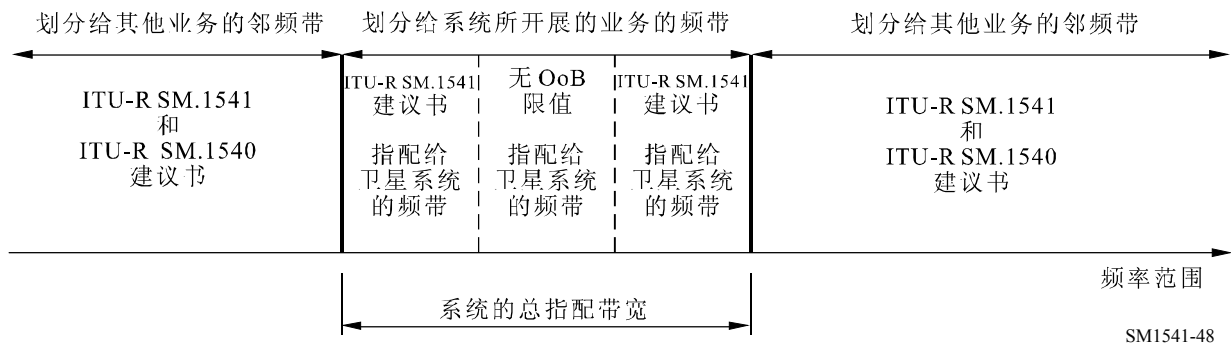 划分给其他业务的邻频带
划分给系统所开展的业务的频带
划分给其他业务的邻频带
ITU-R SM.1541
和
ITU-R SM.1540
建议书
ITU-R SM.1541
建议书
指配给
卫星系统
的频带
无 OoB
限值
指配给
卫星系统
的频带
ITU-R SM.1541
建议书
指配给
卫星系统
的频带
ITU-R SM.1541
和
ITU-R SM.1540
建议书
频率范围
系统的总指配带宽
SM1541-48